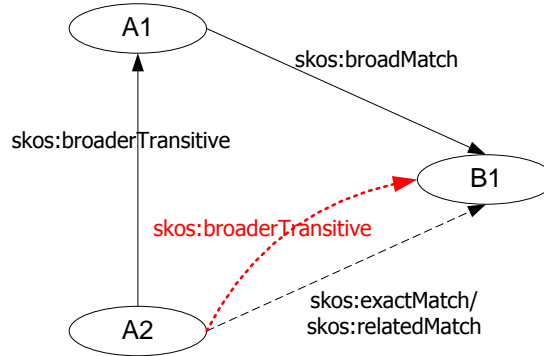 A1
skos:broadMatch
skos:broaderTransitive
B1
skos:broaderTransitive
skos:exactMatch/
skos:relatedMatch
A2